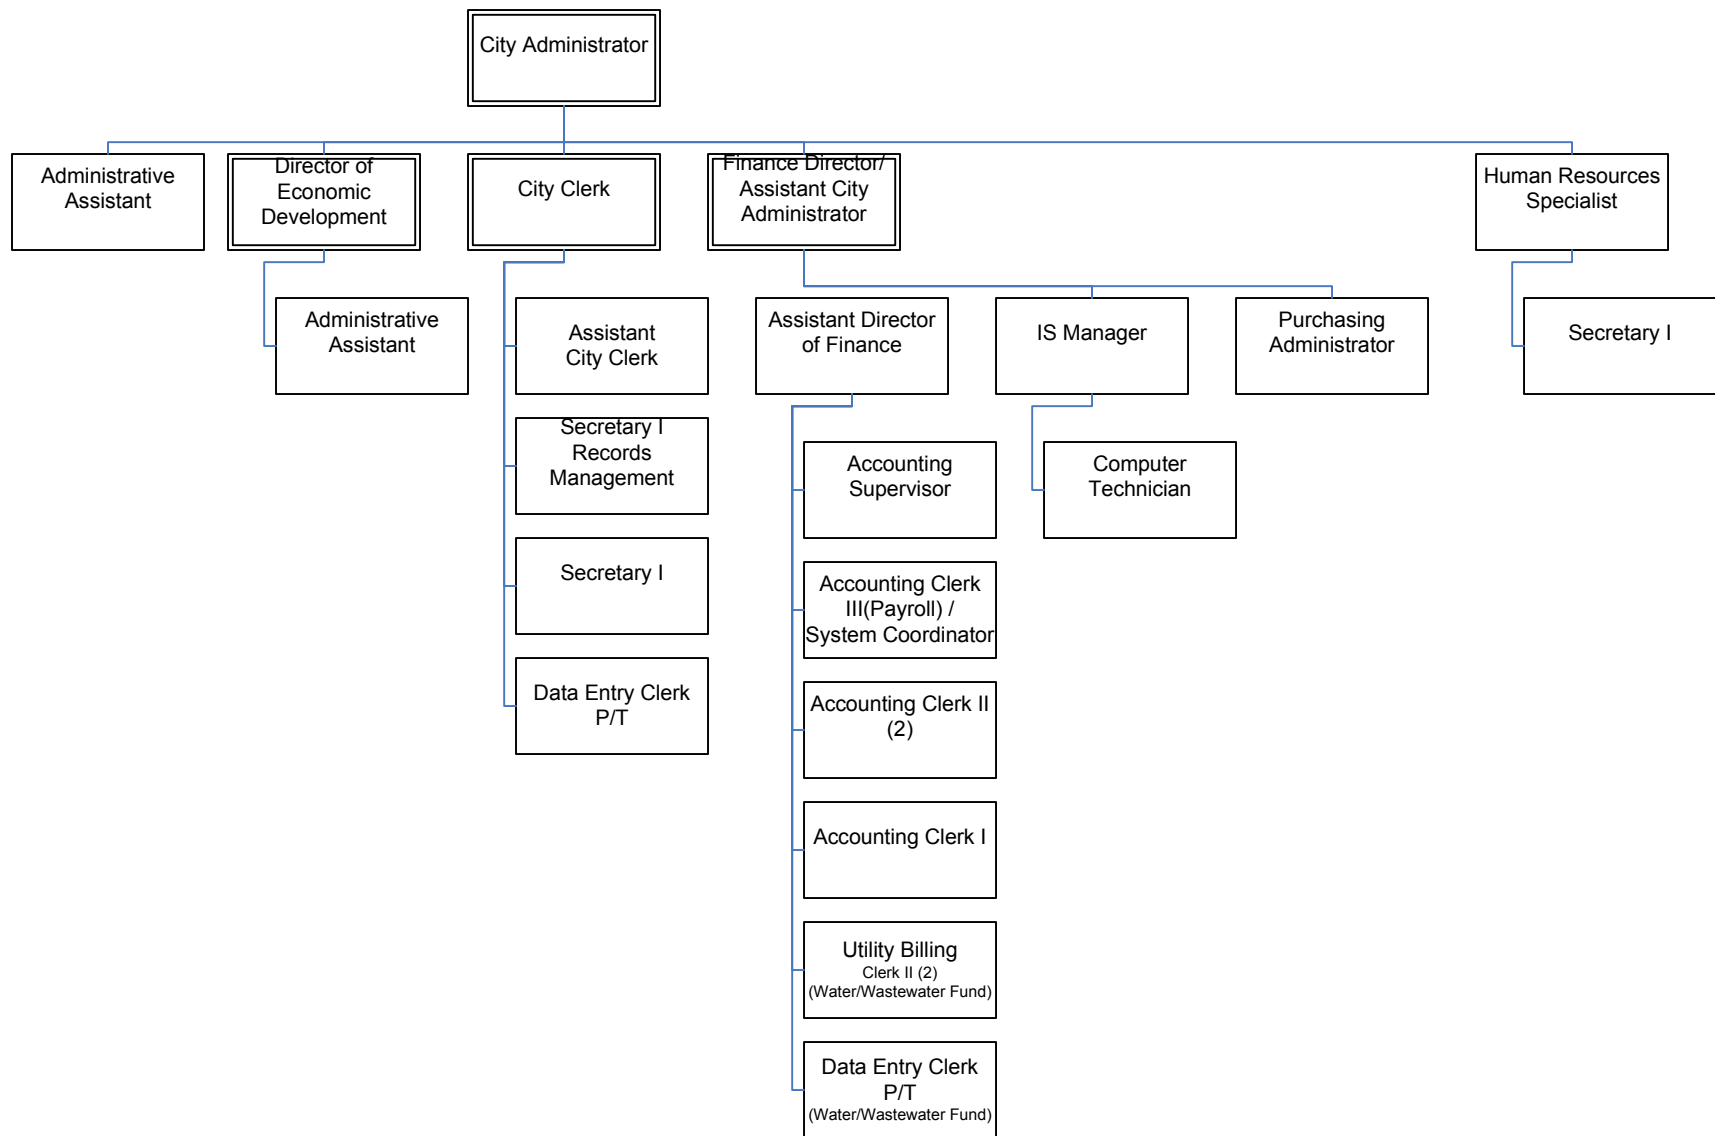 City Administrator
Administrative
Assistant
Director of
Economic
Development
City Clerk
Finance Director/
Assistant City
Administrator
Human Resources
Specialist
Administrative
Assistant
Assistant
City Clerk
Assistant Director
of Finance
IS Manager
Purchasing
Administrator
Secretary I
Secretary I
Records
Management
Accounting
Supervisor
Computer
Technician
Secretary I
Accounting Clerk
III(Payroll) /
System Coordinator
Data Entry Clerk
P/T
Accounting Clerk II
(2)
Accounting Clerk I
Utility Billing
Clerk II (2)
(Water/Wastewater Fund)
Data Entry Clerk
P/T
(Water/Wastewater Fund)